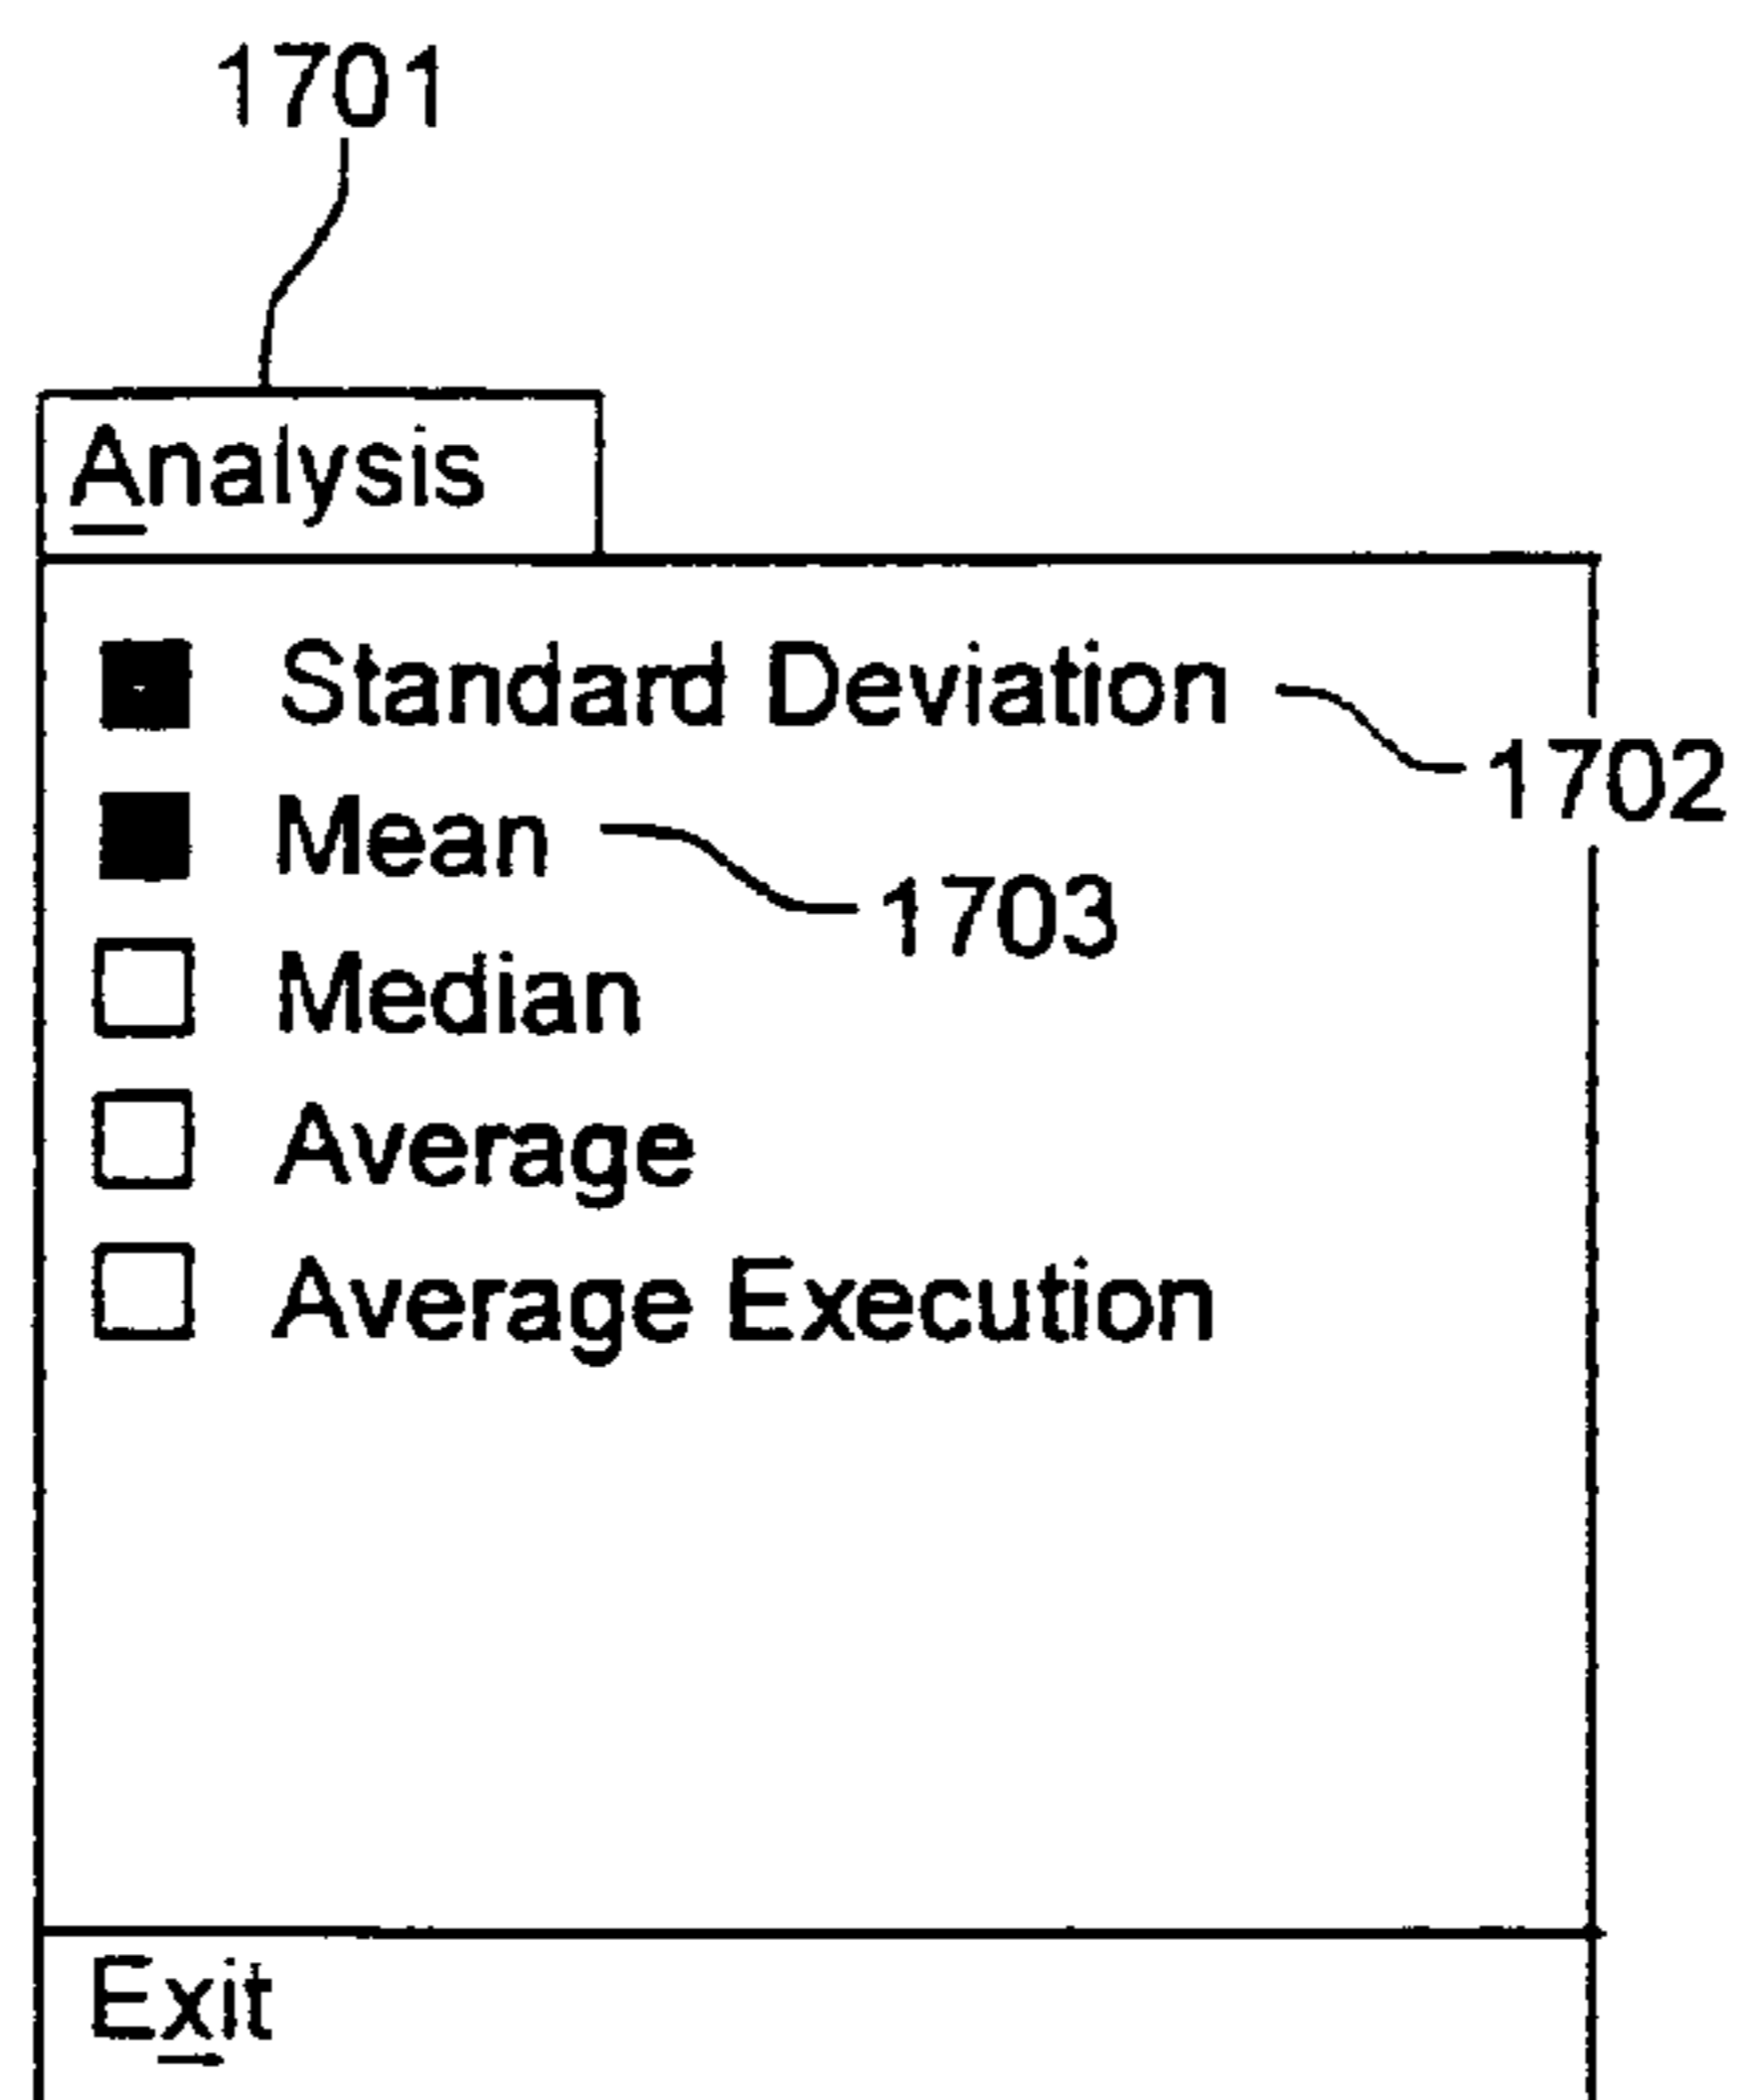 1701
Analysis
Standard Deviation
1702
Mean
1703
Median
Average
Average Execution
Exit